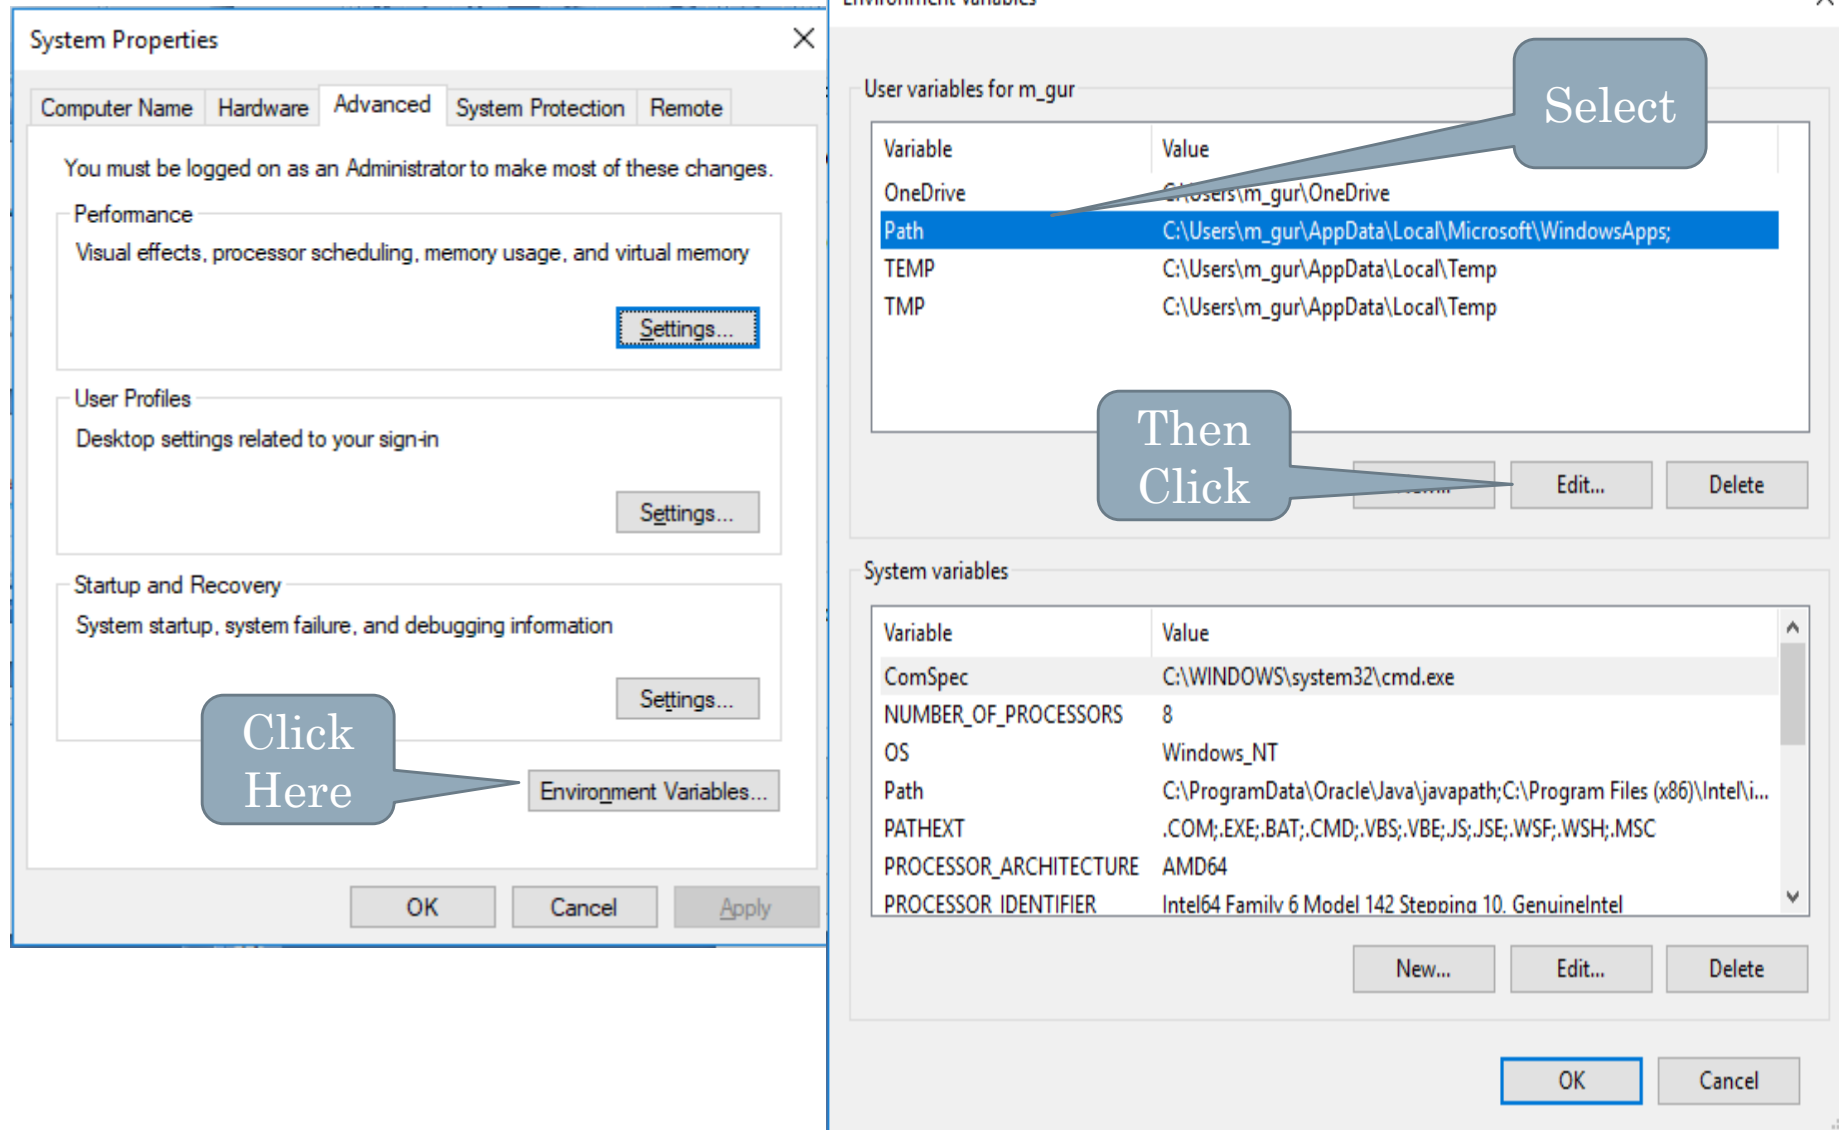 System Properties
Computer Name Hardware Advanced System Protection Remote
You must be logged on as an Administrator to make most of these changes.
Performance
Visual effects, processor scheduling, memory usage, and virtual memory
Settings...
User Profiles
Desktop settings related to your sign-in
Settings...
Startup and Recovery
System startup, system failure, and debugging information
Settings...
Click
Here
Environment Variables...
OK Cancel Apply
Environment Variables
User variables for m_gur
Select
Variable Value
OneDrive C:\Users\m_gur\OneDrive
Path C:\Users\m_gur\AppData\Local\Microsoft\WindowsApps;
TEMP C:\Users\m_gur\AppData\Local\Temp
TMP C:\Users\m_gur\AppData\Local\Temp
Then
Click
Edit... Delete
System variables
Variable Value
ComSpec C:\WINDOWS\system32\cmd.exe
NUMBER_OF_PROCESSORS 8
OS Windows_NT
Path C:\ProgramData\Oracle\Java\javapath;C:\Program Files (x86)\Intel\i...
PATHEXT .COM;.EXE;.BAT;.CMD;.VBS;.VBE;.JS;.JSE;.WSF;.WSH;.MSC
PROCESSOR_ARCHITECTURE AMD64
PROCESSOR_IDENTIFIER Intel64 Family 6 Model 142 Stepping 10, GenuineIntel
New... Edit... Delete
OK Cancel